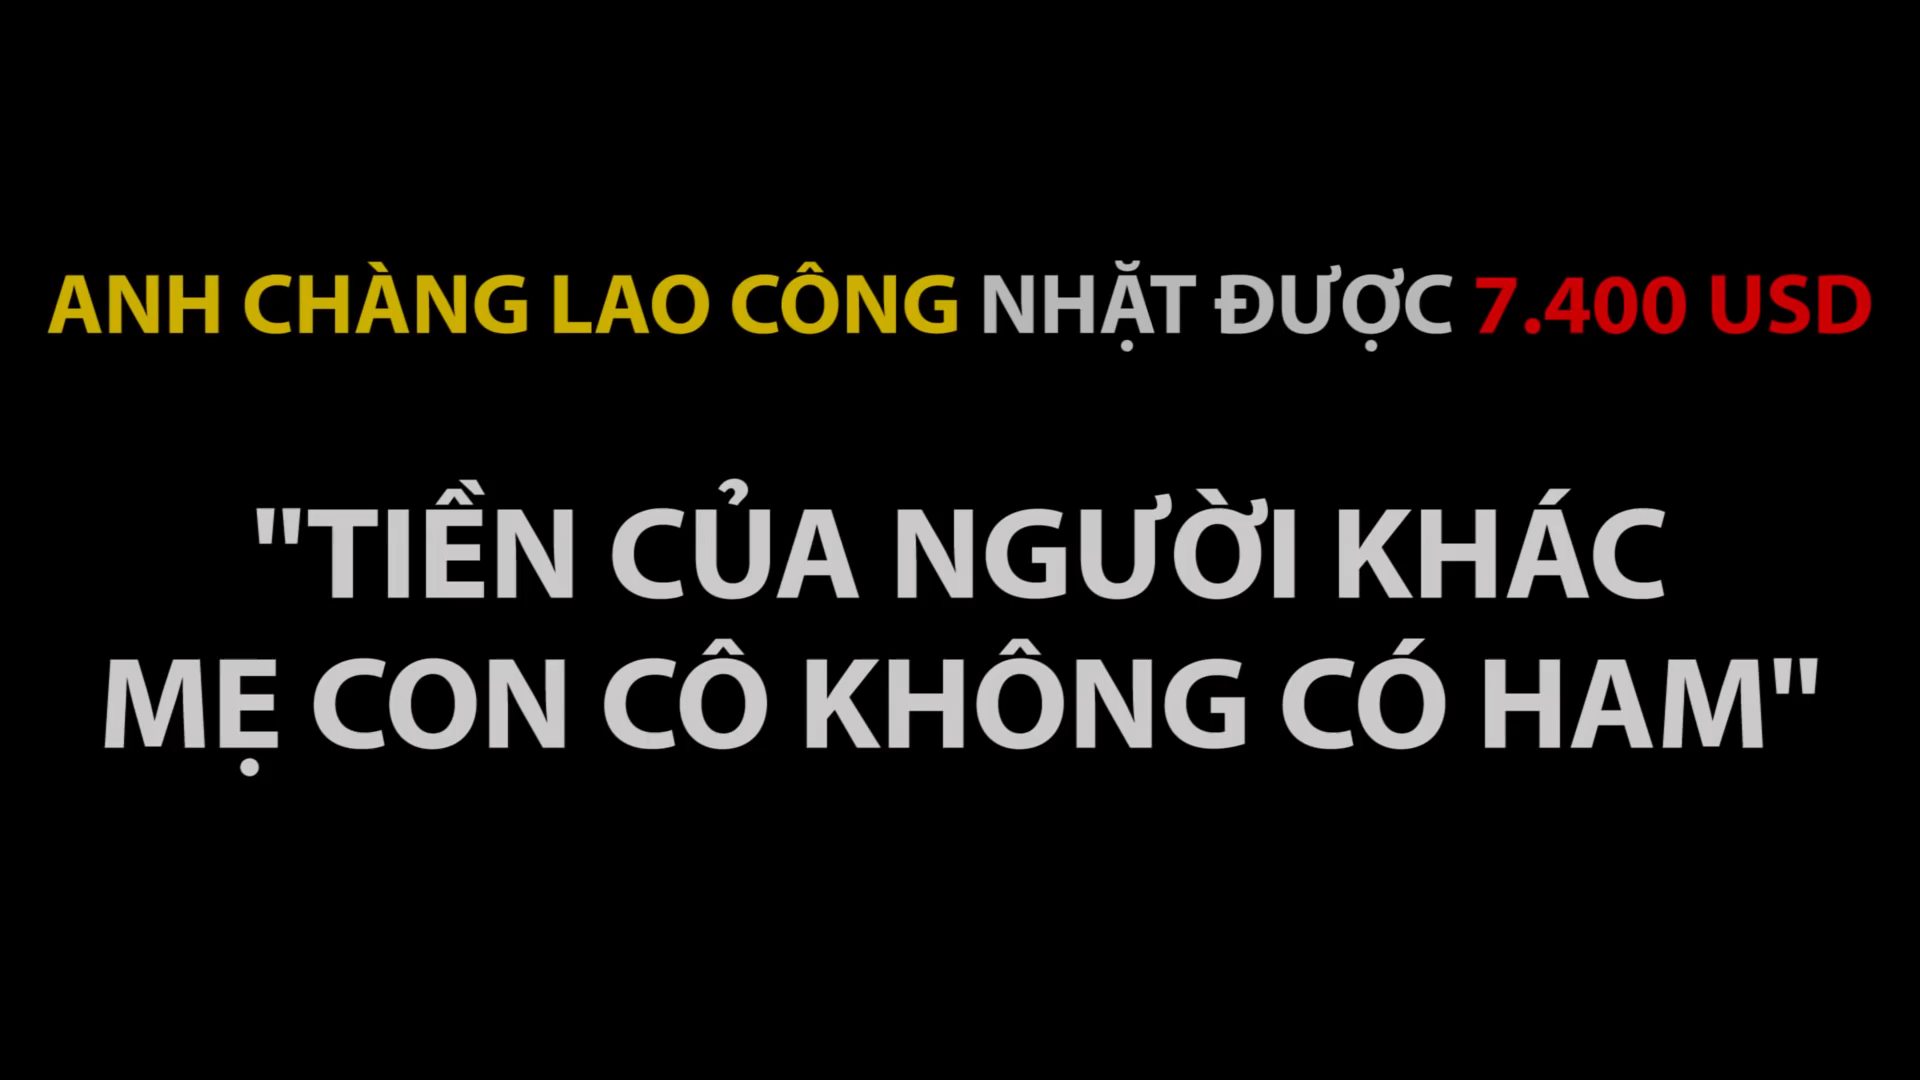 ANH CHÀNG LAO CÔNG NHẶT ĐƯỢC 7.400 USD
"TIỀN CỦA NGƯỜI KHÁC
MẸ CON CÔ KHÔNG CÓ HAM"